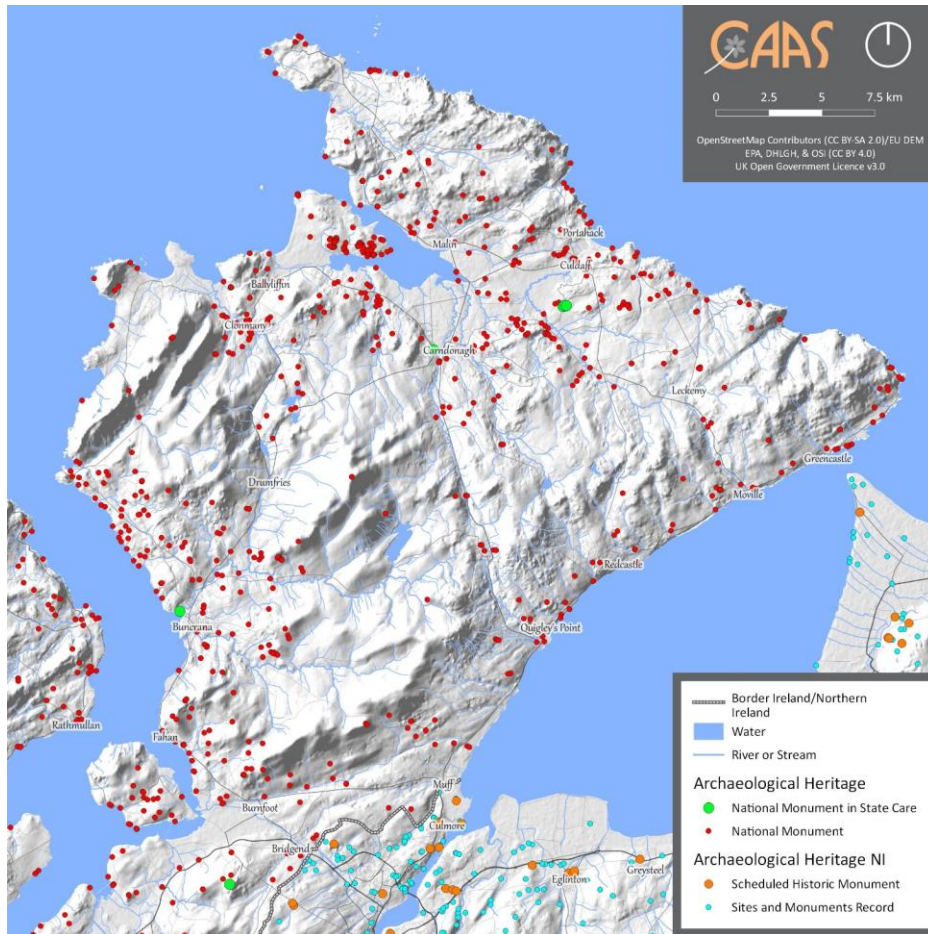 CAAS
0 2.5 5 7.5 km
OpenStreetMap Contributors (CC BY-SA 2.0)/EU DEM
EPA, DHLGH, & OSI (CC BY 4.0)
UK Open Government Licence v3.0
Malin
Portahack
Culdaff
Ballyliffin
Clonmany
Carndonagh
Leckemy
Greencastle
Drumfries
Moville
Redcastle
Buncrana
Quigley's Point
Rathmullan
Fahan
Muff
Burnfoot
Culmore
Bridgend
Eglinton
Greysteel
Border Ireland/Northern
Ireland
Water
River or Stream
Archaeological Heritage
National Monument in State Care
National Monument
Archaeological Heritage NI
Scheduled Historic Monument
Sites and Monuments Record